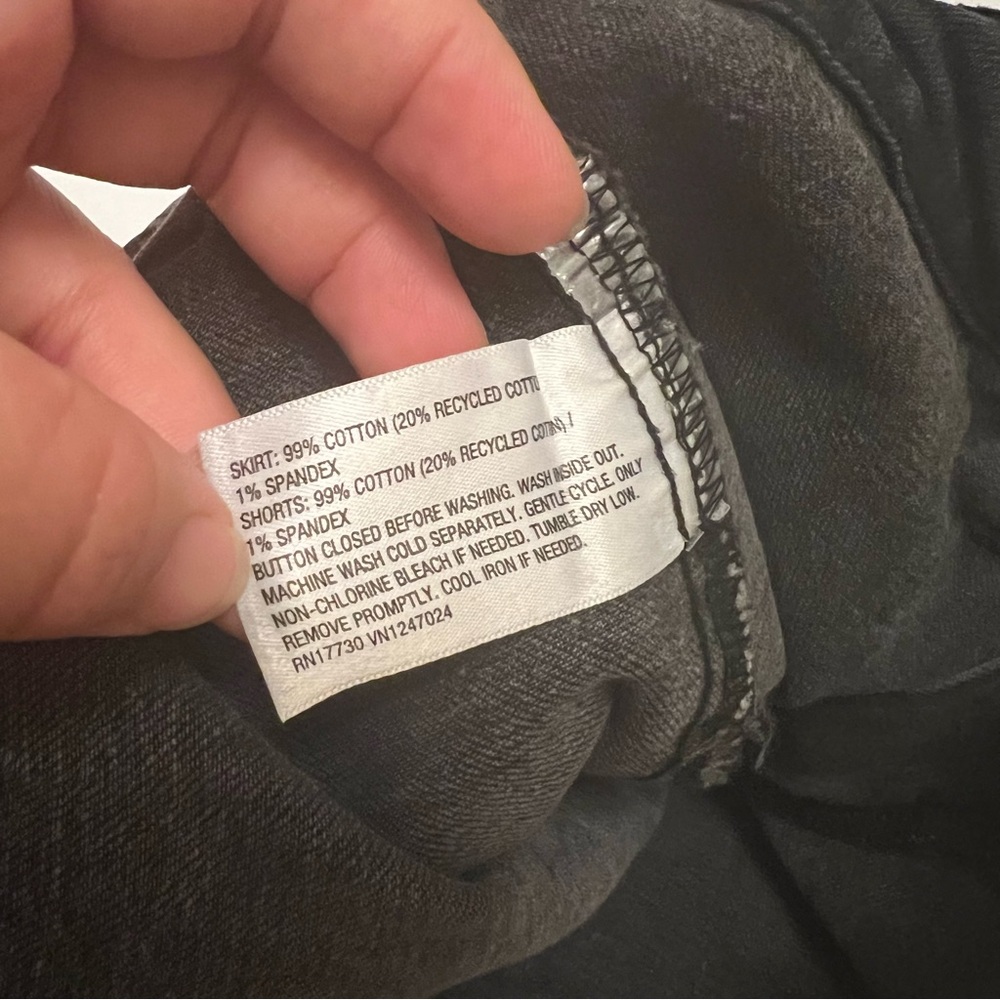 SKIRT: 99% COTTON (20% RECYCLED COTTO
1% SPANDEX
SHORTS: 99% COTTON (20% RECYCLED COTTON) /
1% SPANDEX
BUTTON CLOSED BEFORE WASHING. WASH INSIDE OUT.
MACHINE WASH COLD SEPARATELY. GENTLE CYCLE. ONLY
NON-CHLORINE BLEACH IF NEEDED. TUMBLE DRY LOW.
REMOVE PROMPTLY. COOL IRON IF NEEDED.
RN17730 VN1247024